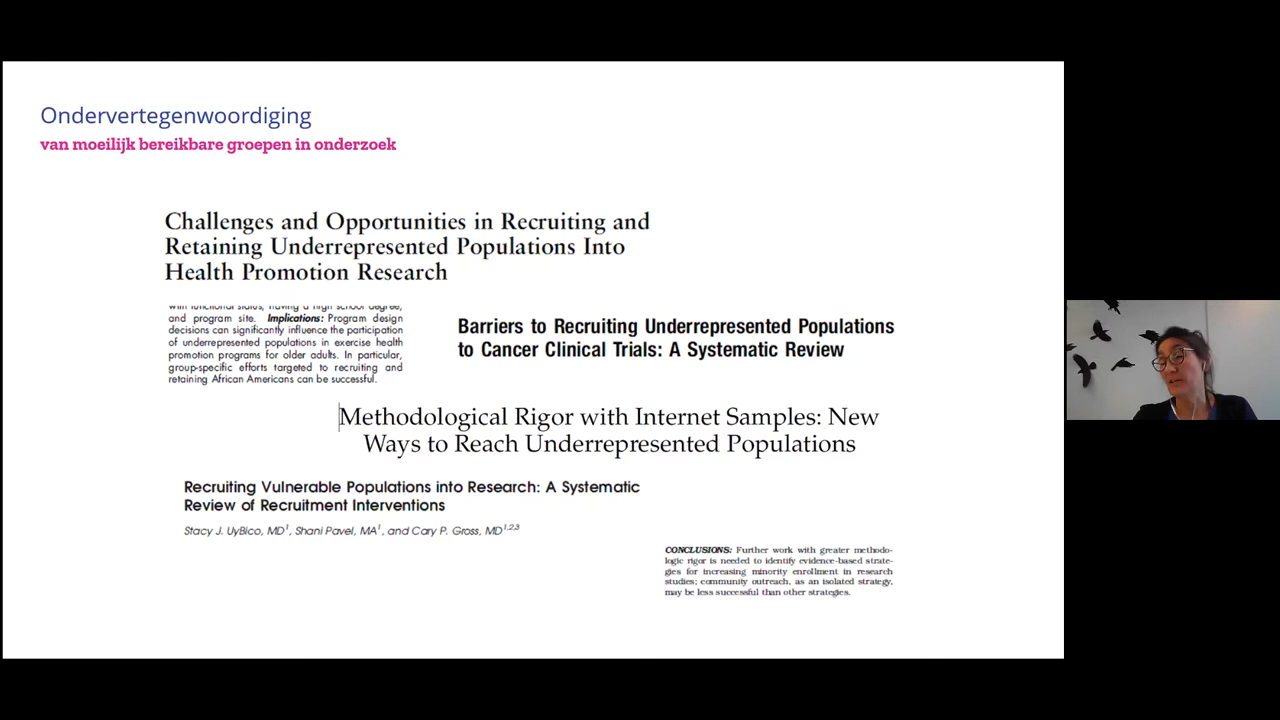 Ondervertegenwoordiging
van moeilijk bereikbare groepen in onderzoek
Challenges and Opportunities in Recruiting and
Retaining Underrepresented Populations Into
Health Promotion Research
with functional status, having a high school degree,
and program site. Implications: Program design
decisions can significantly influence the participation
of underrepresented populations in exercise health
promotion programs for older adults. In particular,
group-specific efforts targeted to recruiting and
retaining African Americans can be successful.
Barriers to Recruiting Underrepresented Populations
to Cancer Clinical Trials: A Systematic Review
Methodological Rigor with Internet Samples: New
Ways to Reach Underrepresented Populations
Recruiting Vulnerable Populations into Research: A Systematic
Review of Recruitment Interventions
Stacy J. UyBico, MD1, Shani Pavel, MA1, and Cary P. Gross, MD1,2,3
CONCLUSIONS: Further work with greater methodo-
logic rigor is needed to identify evidence-based strate-
gies for increasing minority enrollment in research
studies; community outreach, as an isolated strategy,
may be less successful than other strategies.